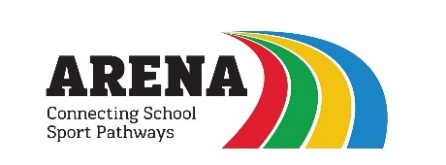 ARENA
Connecting School
Sport Pathways